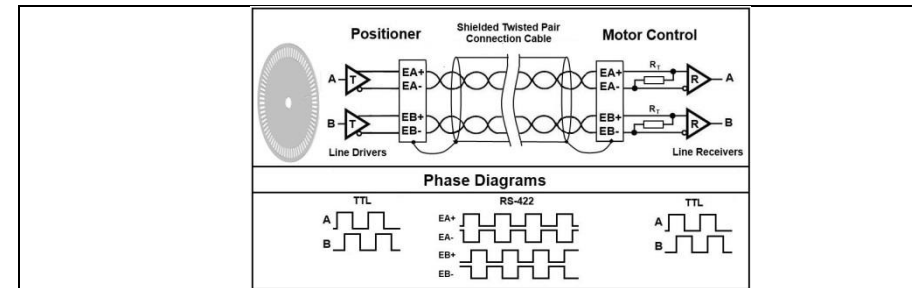 Positioner
Shielded Twisted Pair
Connection Cable
Motor Control
A
T
EA+
EA-
EA+
EA-
RT
R
A
B
T
EB+
EB-
EB+
EB-
RT
R
B
Line Drivers
Line Receivers
Phase Diagrams
TTL
A
B
RS-422
EA+
EA-
EB+
EB-
TTL
A
B